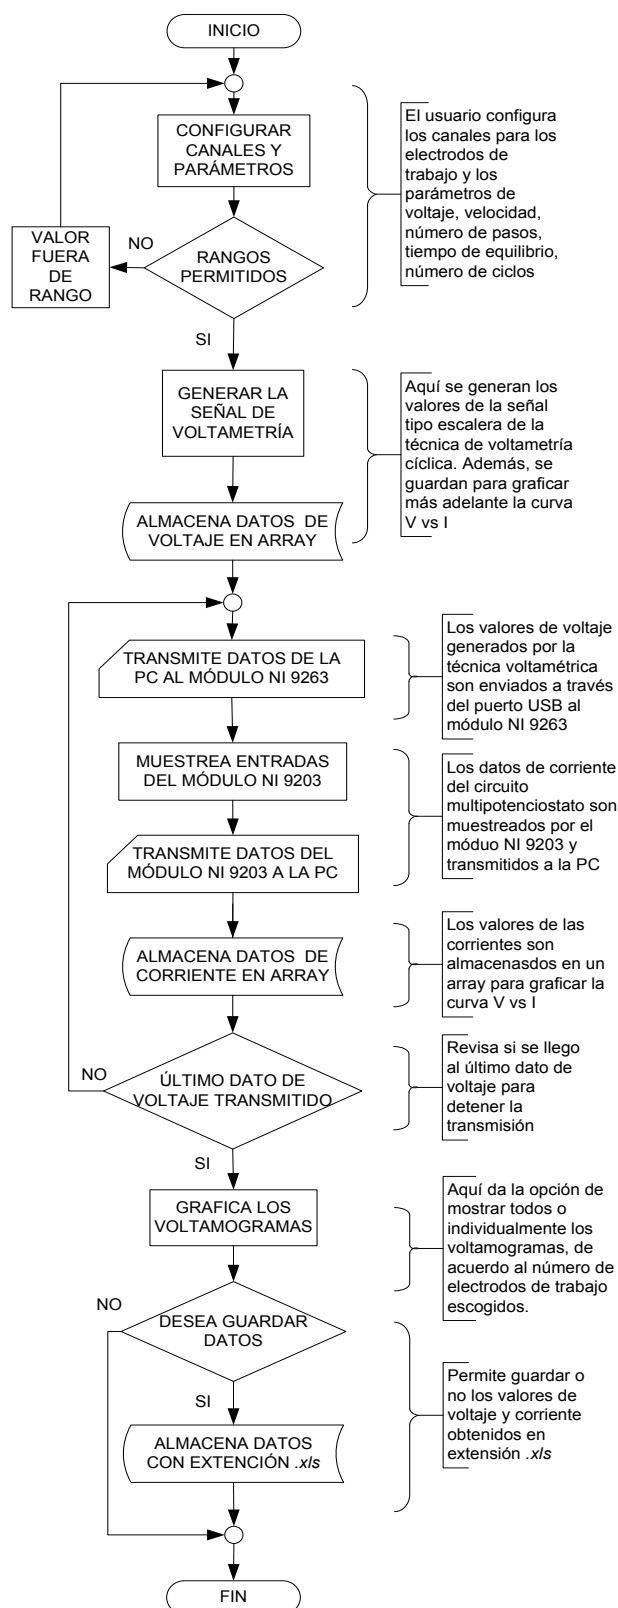 INICIO
CONFIGURAR
CANALES Y
PARÁMETROS
El usuario configura
los canales para los
electrodos de
trabajo y los
parámetros de
voltaje, velocidad,
número de pasos,
tiempo de equilibrio,
número de ciclos
VALOR
FUERA
DE
RANGO
NO
RANGOS
PERMITIDOS
SI
GENERAR LA
SEÑAL DE
VOLTAMETRÍA
Aquí se generan los
valores de la señal
tipo escalera de la
técnica de voltametría
cíclica. Además, se
guardan para graficar
más adelante la curva
V vs I
ALMACENA DATOS DE
VOLTAJE EN ARRAY
TRANSMITE DATOS DE LA
PC AL MÓDULO NI 9263
Los valores de voltaje
generados por la
técnica voltamétrica
son enviados a través
del puerto USB al
módulo NI 9263
MUESTREA ENTRADAS
DEL MÓDULO NI 9203
Los datos de corriente
del circuito
multipotenciostato son
muestreados por el
móduo NI 9203 y
transmitidos a la PC
TRANSMITE DATOS DEL
MÓDULO NI 9203 A LA PC
ALMACENA DATOS DE
CORRIENTE EN ARRAY
Los valores de las
corrientes son
almacenasdos en un
array para graficar la
curva V vs I
NO
ÚLTIMO DATO DE
VOLTAJE TRANSMITIDO
Revisa si se llego
al último dato de
voltaje para
detener la
transmisión
SI
GRAFICA LOS
VOLTAMOGRAMAS
Aquí da la opción de
mostrar todos o
individualmente los
voltamogramas, de
acuerdo al número de
electrodos de trabajo
escogidos.
NO
DESEA GUARDAR
DATOS
SI
Permite guardar o
no los valores de
voltaje y corriente
obtenidos en
extensión .xls
ALMACENA DATOS
CON EXTENCIÓN .xls
FIN